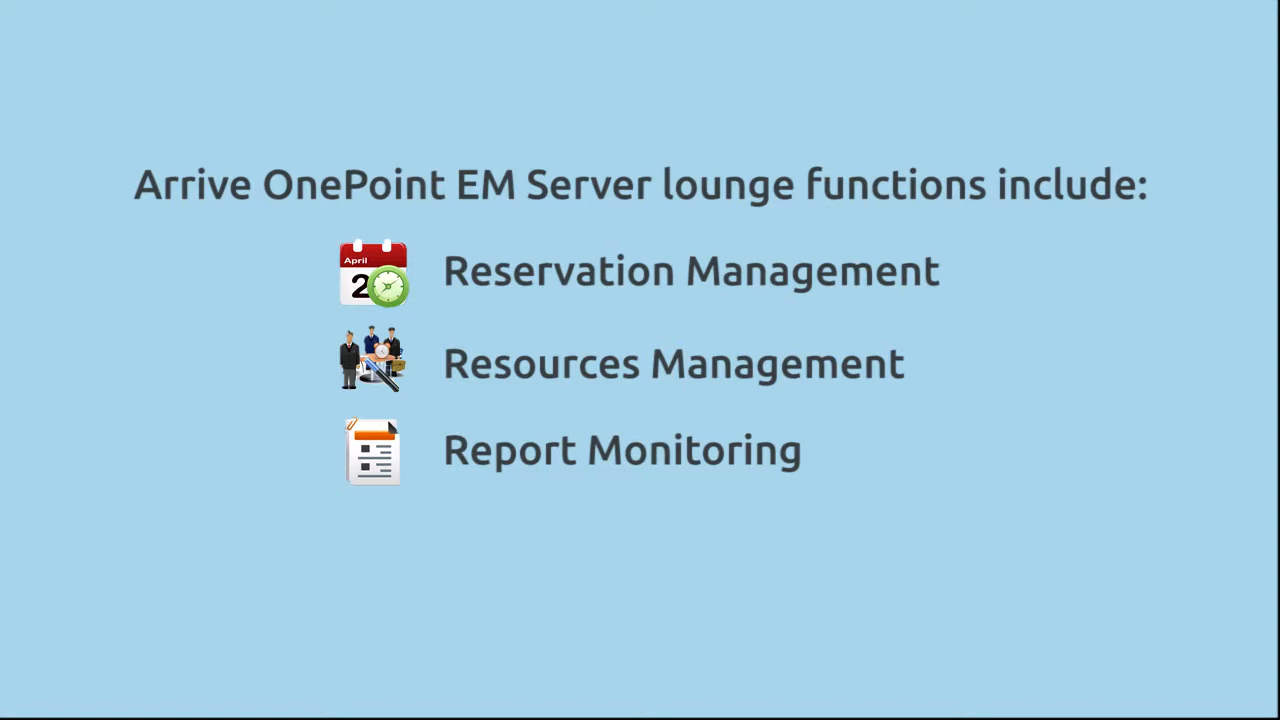 Arrive OnePoint EM Server lounge functions include:
April
2
Reservation Management
Resources Management
Report Monitoring